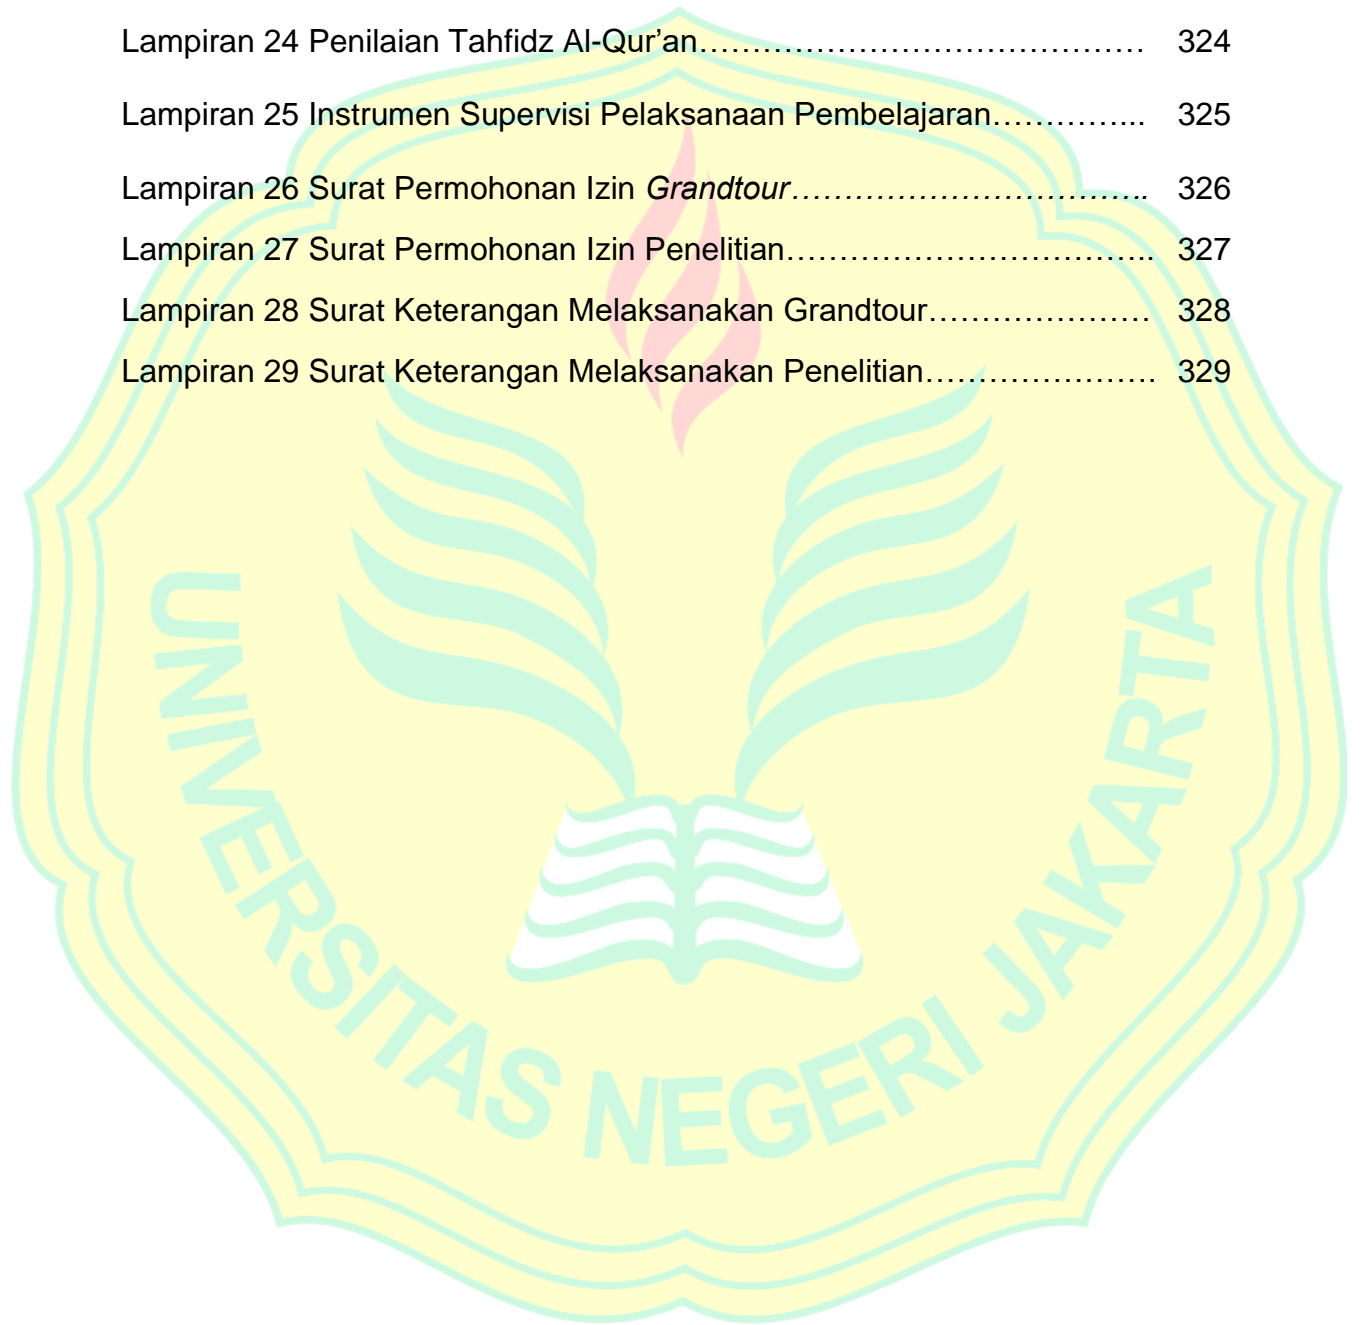 Lampiran 24 Penilaian Tahfidz Al-Qur’an…………………………………… 324
Lampiran 25 Instrumen Supervisi Pelaksanaan Pembelajaran………….. 325
Lampiran 26 Surat Permohonan Izin Grandtour……………………………. 326
Lampiran 27 Surat Permohonan Izin Penelitian…………………………….. 327
Lampiran 28 Surat Keterangan Melaksanakan Grandtour………………… 328
Lampiran 29 Surat Keterangan Melaksanakan Penelitian…………………. 329
UNIVERSITAS NEGERI JAKARTA